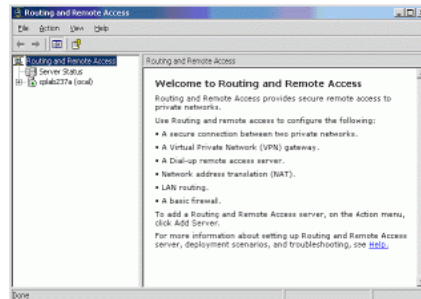 Routing and Remote Access
File Action View Help
Routing and Remote Access
Server Status
(local)
Routing and Remote Access
Welcome to Routing and Remote Access
Routing and Remote Access provides secure remote access to
private networks.
Use Routing and remote access to configure the following:
• A secure connection between two private networks.
• A Virtual Private Network (VPN) gateway.
• A Dial-up remote access server.
• Network address translation (NAT).
• LAN routing.
• A basic firewall.
To add a Routing and Remote Access server, on the Action menu,
click Add Server.
For more information about setting up Routing and Remote Access
server, deployment scenarios, and troubleshooting, see Help.
Done